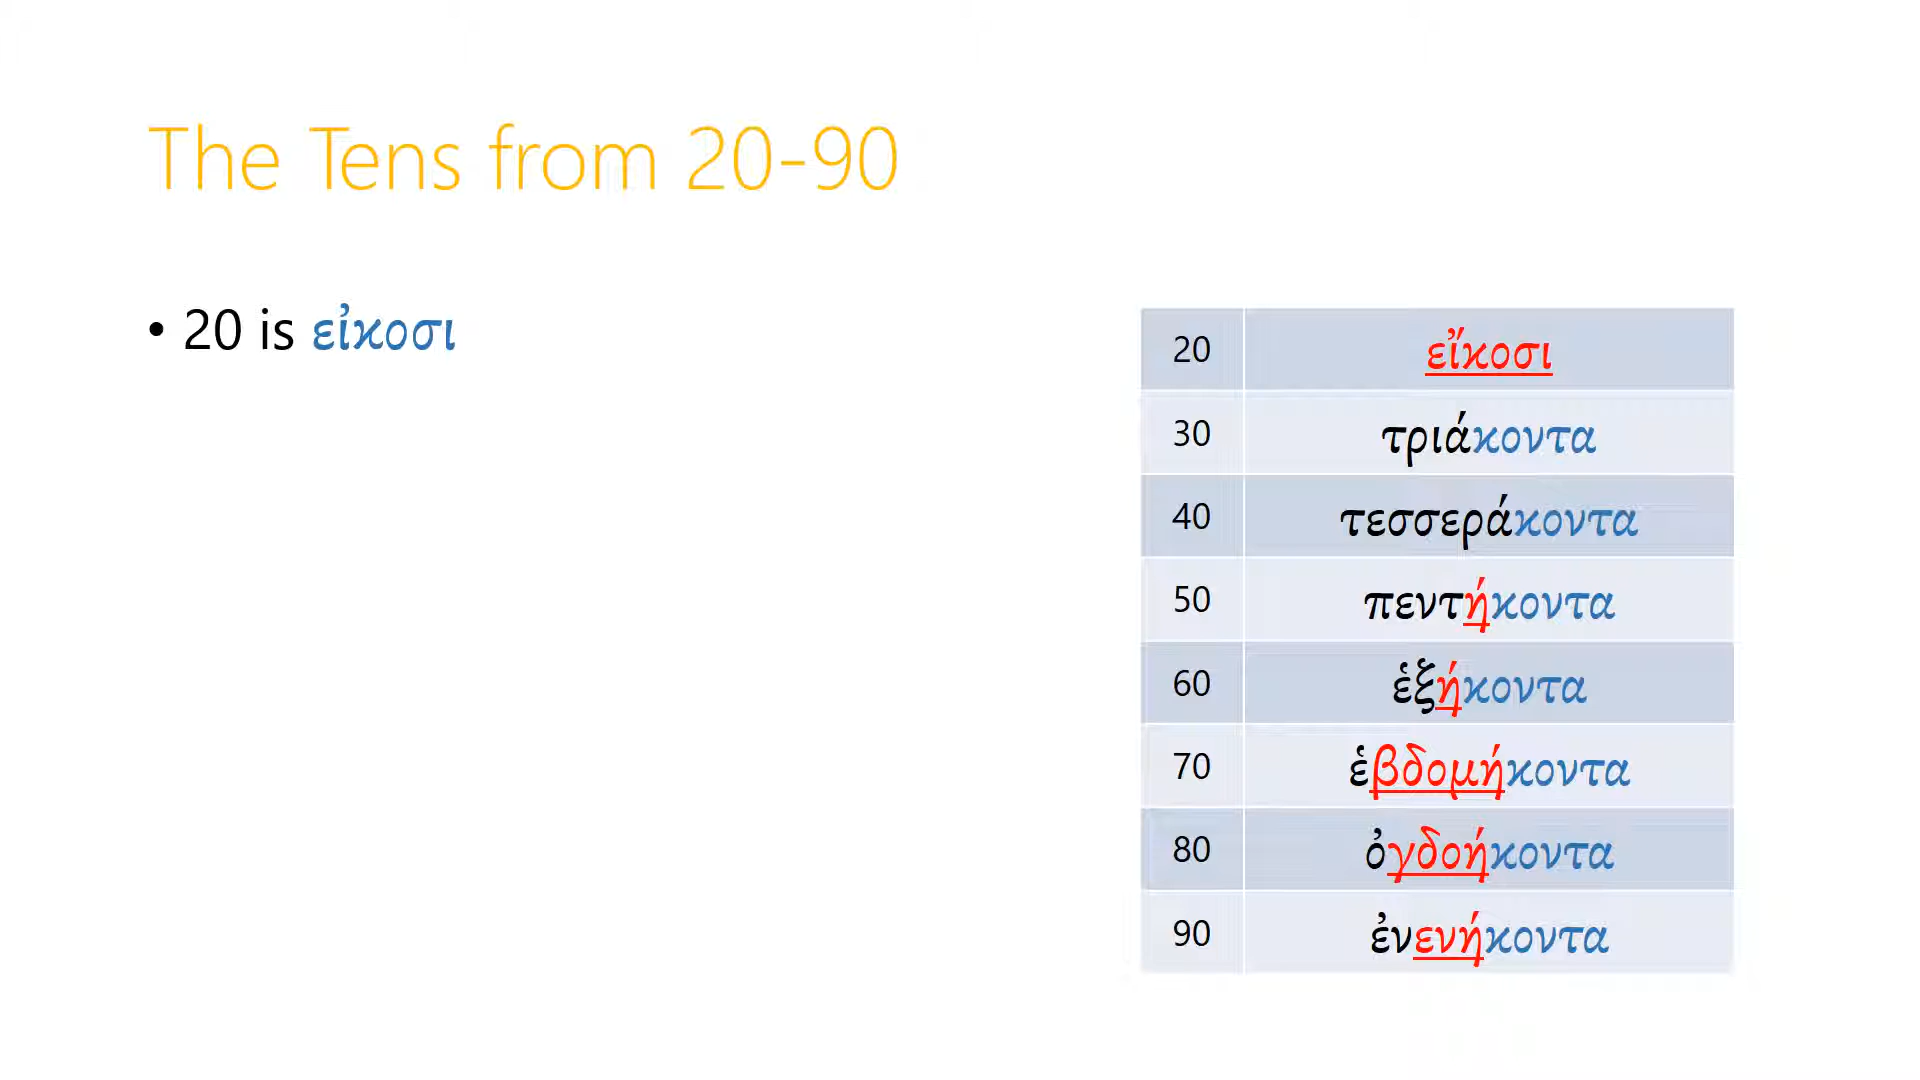 The Tens from 20-90
• 20 is εἰκοσι
20 εἴκοσι
30 τριάκοντα
40 τεσσεράκοντα
50 πεντήκοντα
60 ἑξήκοντα
70 ἑβδομήκοντα
80 ὀγδοήκοντα
90 ἐνενήκοντα